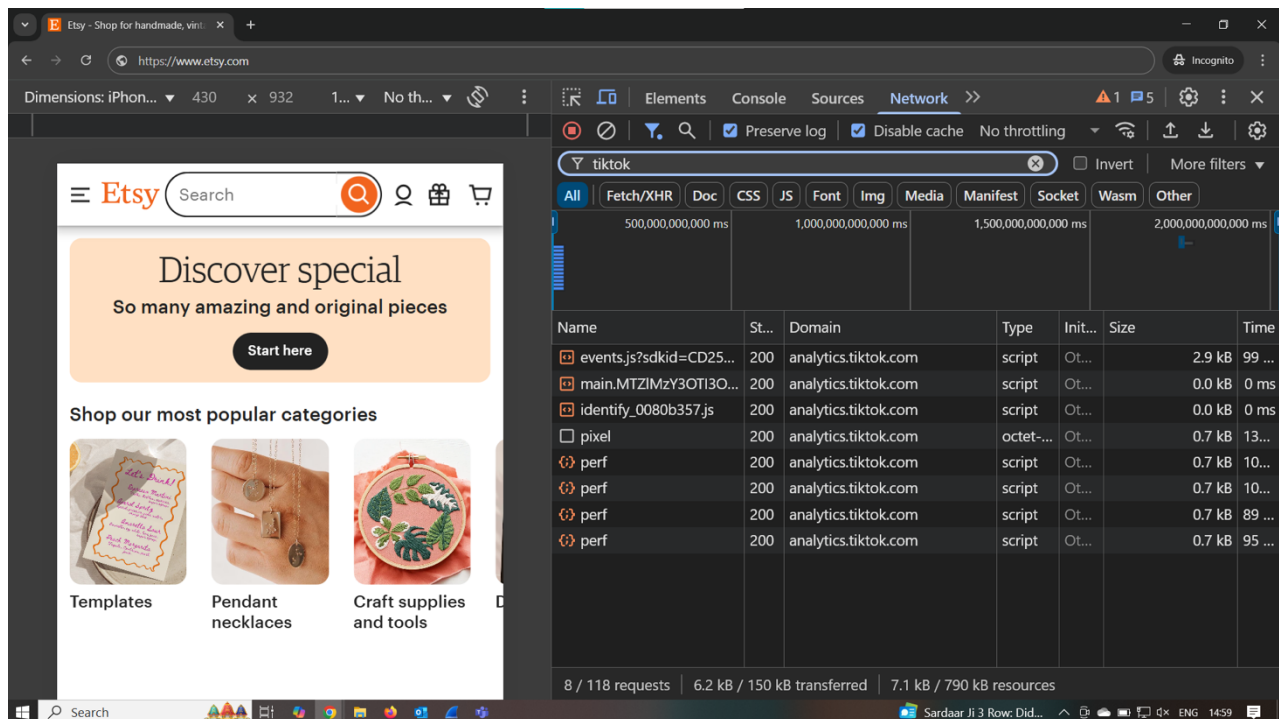 Etsy - Shop for handmade, vint
https://www.etsy.com
Incognito
Dimensions: iPhon... 430 × 932 1... No th...
Etsy Search
Discover special
So many amazing and original pieces
Start here
Shop our most popular categories
Let's Drink!
Templates
Pendant necklaces
Craft supplies and tools
Elements Console Sources Network 1 5
Preserve log Disable cache No throttling
tiktok Invert More filters
All Fetch/XHR Doc CSS JS Font Img Media Manifest Socket Wasm Other
500,000,000,000 ms 1,000,000,000,000 ms 1,500,000,000,000 ms 2,000,000,000,000 ms
Name St... Domain Type Init... Size Time
events.js?sdkid=CD25... 200 analytics.tiktok.com script Ot... 2.9 kB 99 ...
main.MTZlMzY3OTI3O... 200 analytics.tiktok.com script Ot... 0.0 kB 0 ms
identify_0080b357.js 200 analytics.tiktok.com script Ot... 0.0 kB 0 ms
pixel 200 analytics.tiktok.com octet-... Ot... 0.7 kB 13...
perf 200 analytics.tiktok.com script Ot... 0.7 kB 10...
perf 200 analytics.tiktok.com script Ot... 0.7 kB 10...
perf 200 analytics.tiktok.com script Ot... 0.7 kB 89 ...
perf 200 analytics.tiktok.com script Ot... 0.7 kB 95 ...
8 / 118 requests 6.2 kB / 150 kB transferred 7.1 kB / 790 kB resources
Search Sardaar Ji 3 Row: Did... ENG 14:59